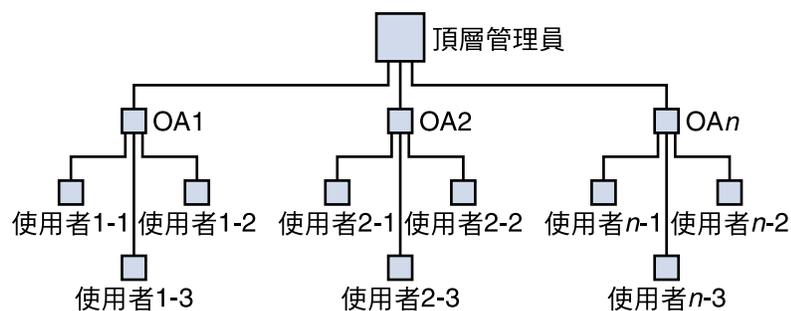 頂層管理員
OA1
OA2
OAn
使用者1-1
使用者1-2
使用者2-1
使用者2-2
使用者n-1
使用者n-2
使用者1-3
使用者2-3
使用者n-3